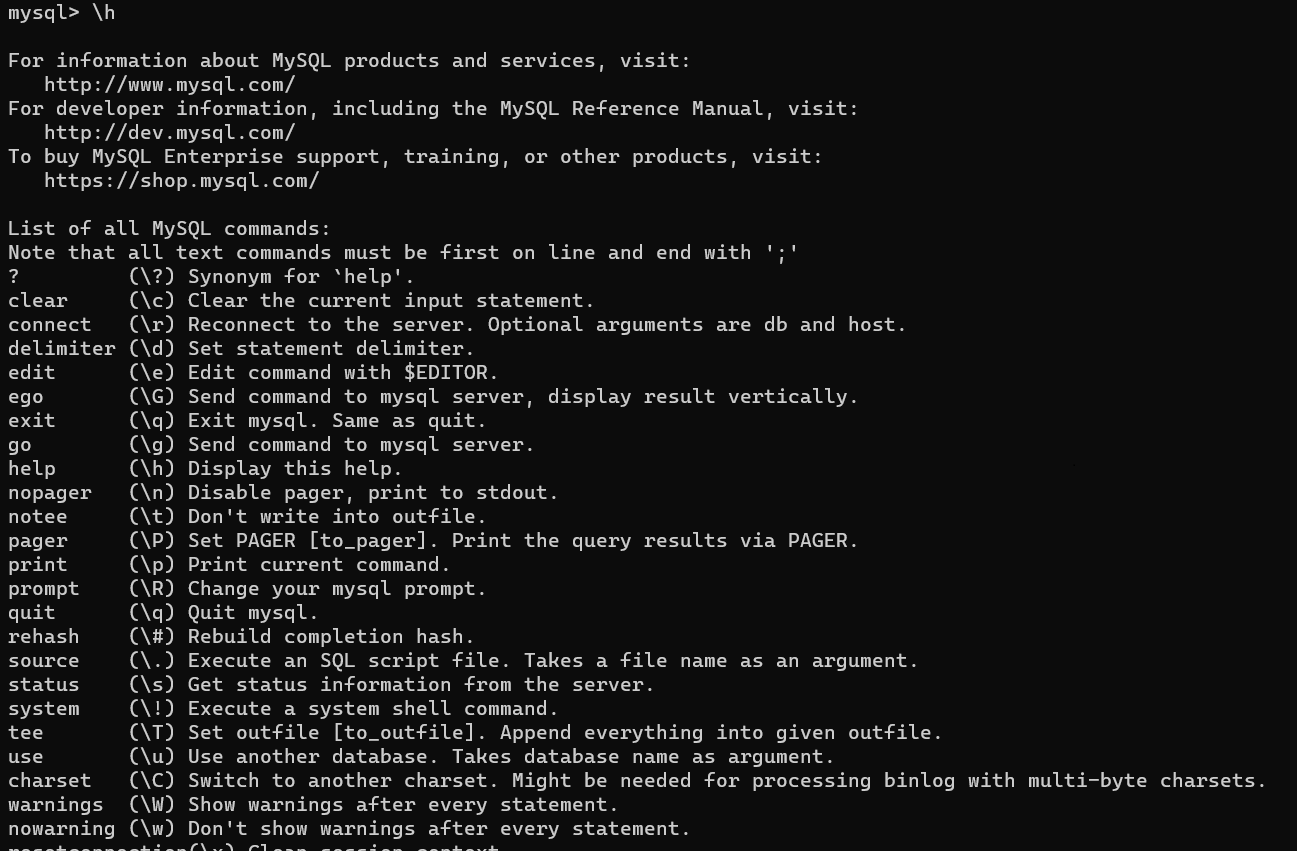 mysql> \h
For information about MySQL products and services, visit:
   http://www.mysql.com/
For developer information, including the MySQL Reference Manual, visit:
   http://dev.mysql.com/
To buy MySQL Enterprise support, training, or other products, visit:
   https://shop.mysql.com/
List of all MySQL commands:
Note that all text commands must be first on line and end with ';'
?         (\?) Synonym for `help'.
clear     (\c) Clear the current input statement.
connect   (\r) Reconnect to the server. Optional arguments are db and host.
delimiter (\d) Set statement delimiter.
edit      (\e) Edit command with $EDITOR.
ego       (\G) Send command to mysql server, display result vertically.
exit      (\q) Exit mysql. Same as quit.
go        (\g) Send command to mysql server.
help      (\h) Display this help.
nopager   (\n) Disable pager, print to stdout.
notee     (\t) Don't write into outfile.
pager     (\P) Set PAGER [to_pager]. Print the query results via PAGER.
print     (\p) Print current command.
prompt    (\R) Change your mysql prompt.
quit      (\q) Quit mysql.
rehash    (\#) Rebuild completion hash.
source    (\.) Execute an SQL script file. Takes a file name as an argument.
status    (\s) Get status information from the server.
system    (\!) Execute a system shell command.
tee       (\T) Set outfile [to_outfile]. Append everything into given outfile.
use       (\u) Use another database. Takes database name as argument.
charset   (\C) Switch to another charset. Might be needed for processing binlog with multi-byte charsets.
warnings  (\W) Show warnings after every statement.
nowarning (\w) Don't show warnings after every statement.
resetconnection(\x) Clean session context.